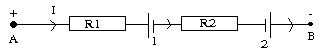 + I R1 R2 -
A 1 2 B